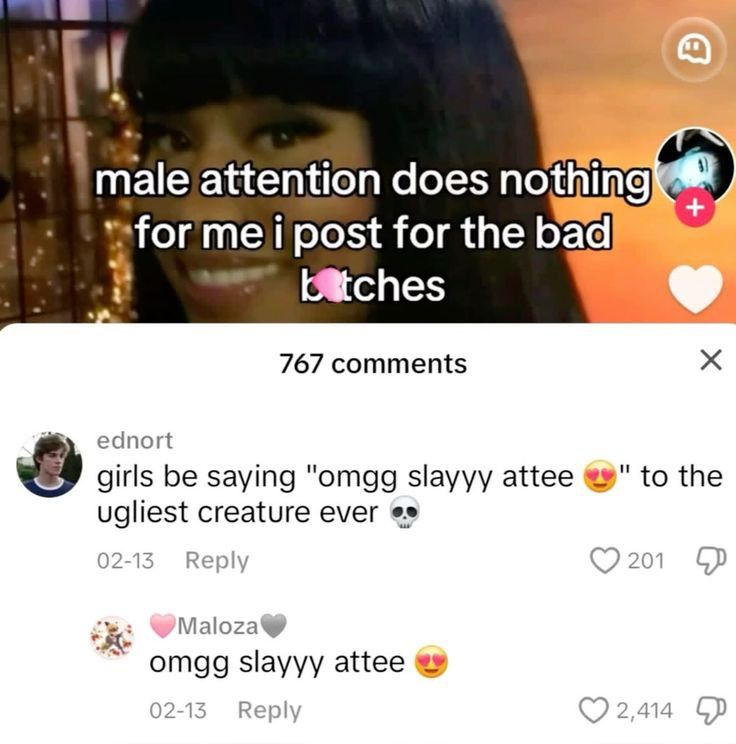 male attention does nothing
for me i post for the bad
b tches
767 comments
ednort
girls be saying "omgg slayyy attee 😍" to the
ugliest creature ever 💀
02-13 Reply 201
🩷Maloza🩶
omgg slayyy attee 😍
02-13 Reply 2,414